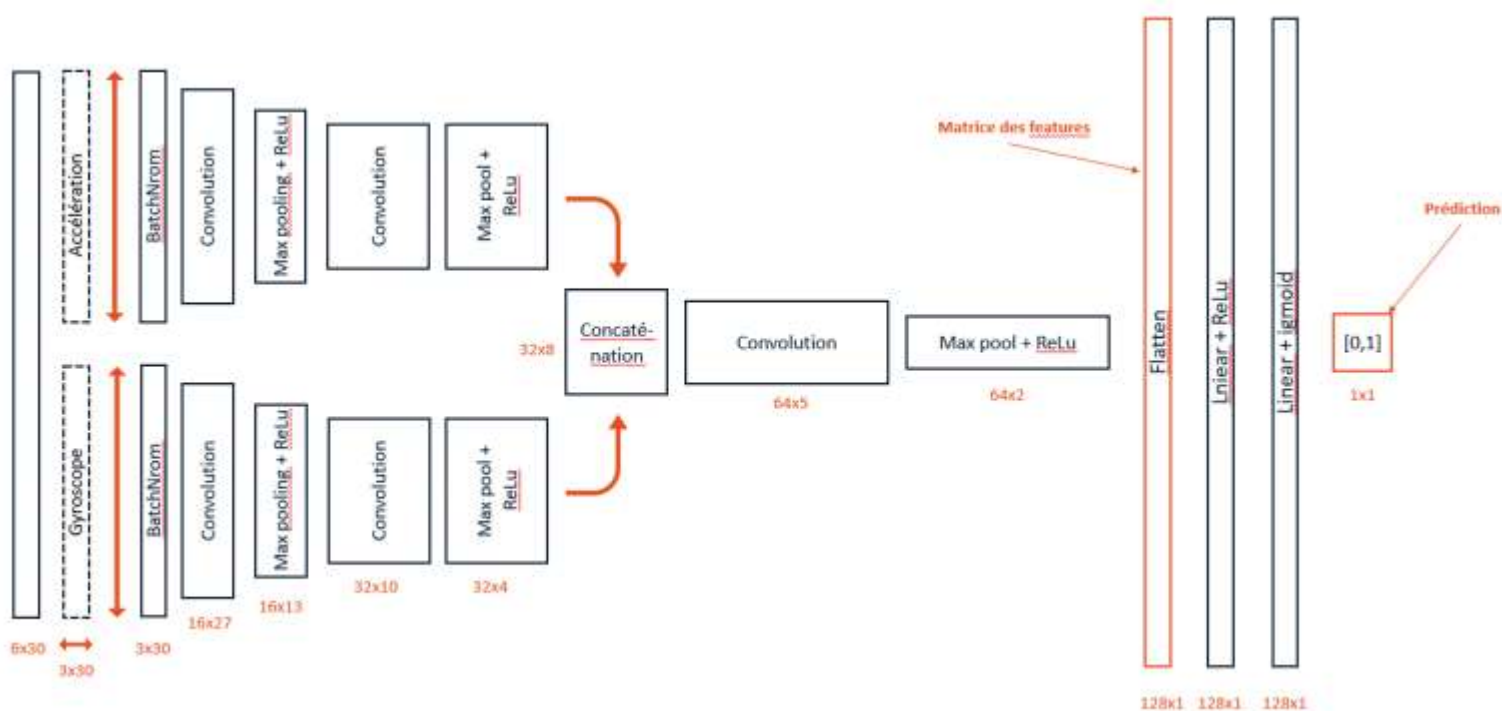 Accélération
BatchNrom
Convolution
Max pooling + ReLu
Convolution
Max pool +
ReLu
Gyroscope
BatchNrom
Convolution
Max pooling + ReLu
Convolution
Max pool +
ReLu
6x30
3x30
3x30
16x27
16x13
32x10
32x4
32x8
Concaté-
nation
Convolution
64x5
Max pool + ReLu
64x2
Matrice des features
Flatten
Lniear + ReLu
Linear + igmoid
128x1
128x1
128x1
Prédiction
[0,1]
1x1